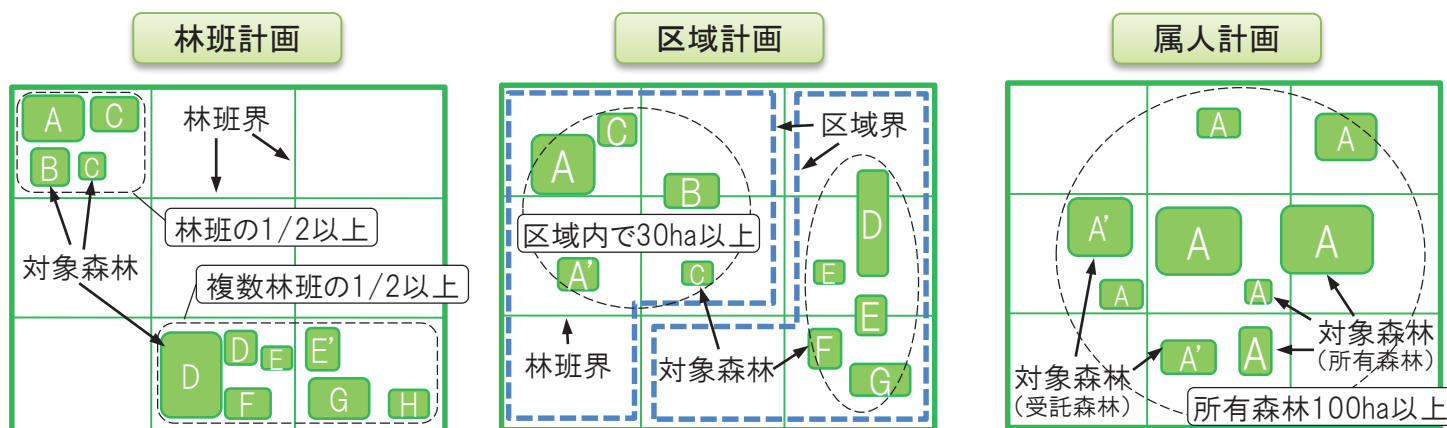 林班計画
A
C
B
C
林班界
林班の1/2以上
対象森林
複数林班の1/2以上
D
D
E
E'
F
G
H
区域計画
C
A
B
区域界
区域内で30ha以上
D
A'
C
E
E
林班界
対象森林
F
G
属人計画
A
A
A'
A
A
A
A
対象森林
(所有森林)
A'
A
対象森林
(受託森林)
所有森林100ha以上